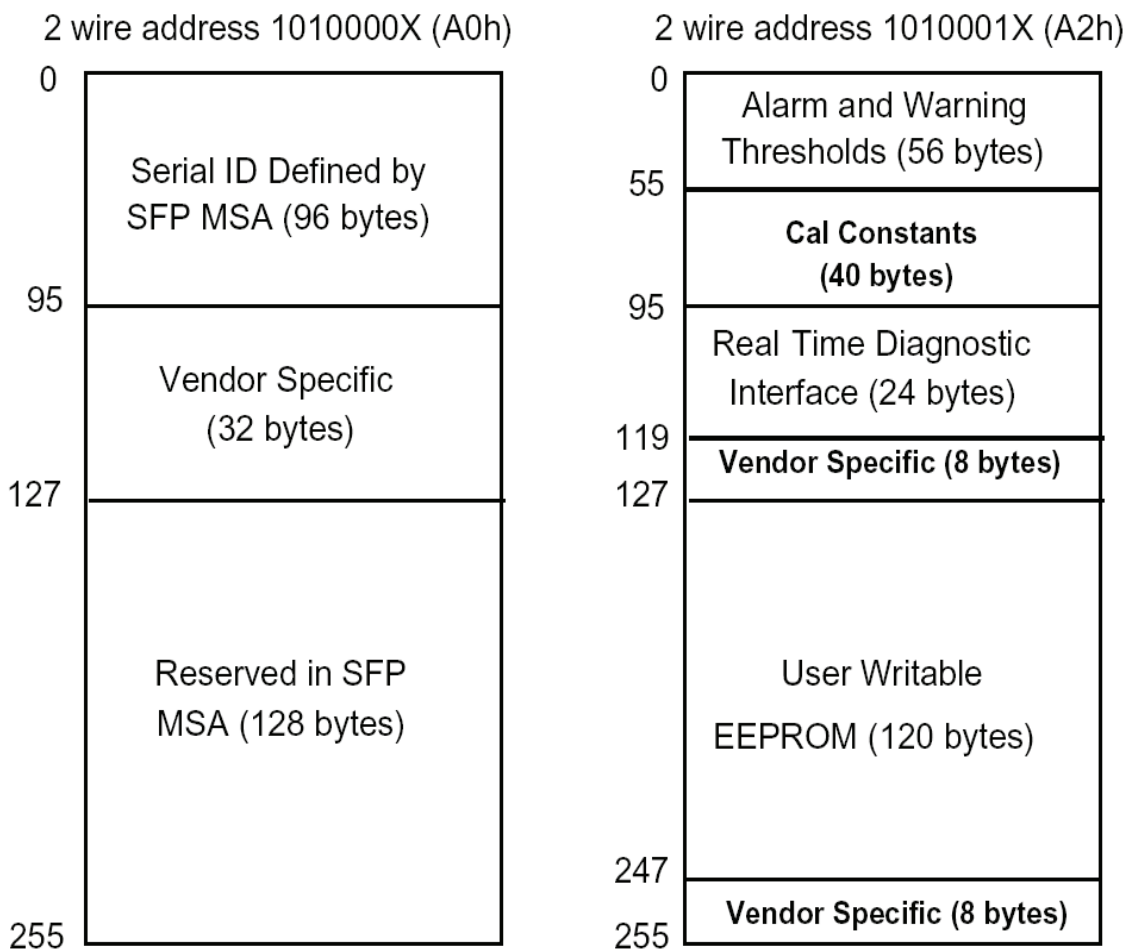 2 wire address 1010000X (A0h)
0
Serial ID Defined by
SFP MSA (96 bytes)
95
Vendor Specific
(32 bytes)
127
Reserved in SFP
MSA (128 bytes)
255
2 wire address 1010001X (A2h)
0
Alarm and Warning
Thresholds (56 bytes)
55
Cal Constants
(40 bytes)
95
Real Time Diagnostic
Interface (24 bytes)
119
Vendor Specific (8 bytes)
127
User Writable
EEPROM (120 bytes)
247
Vendor Specific (8 bytes)
255